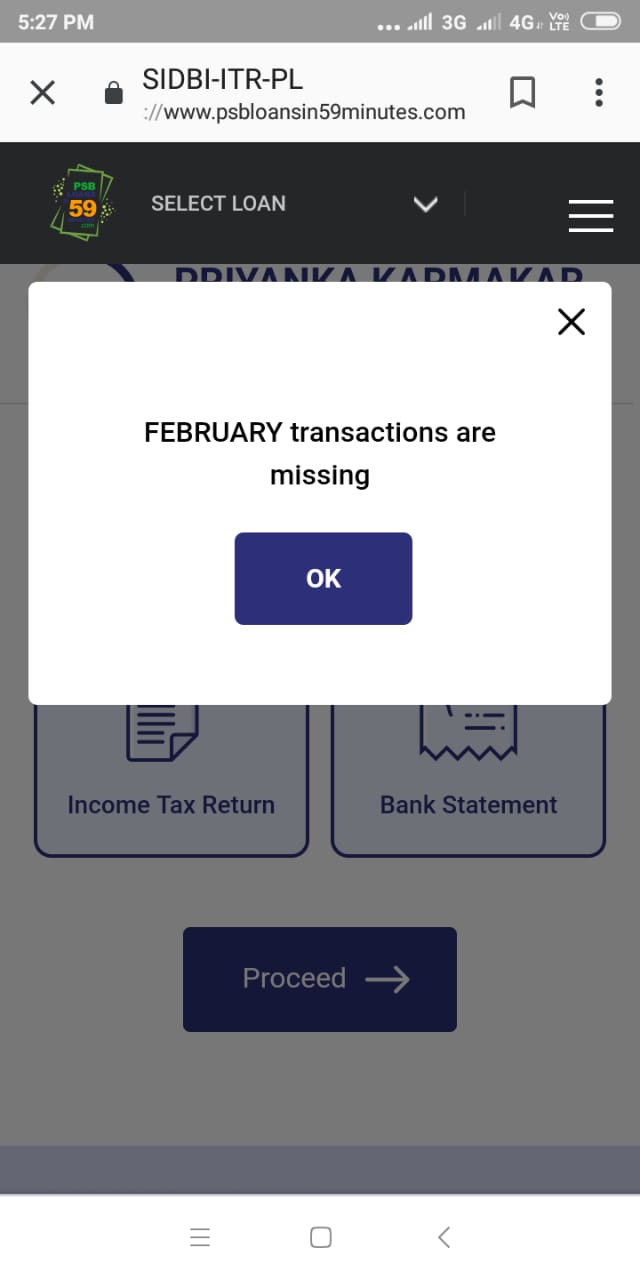 5:27 PM
3G 4G Vo)) LTE
SIDBI-ITR-PL
://www.psbloansin59minutes.com
PSB
59
.com
SELECT LOAN
PRIYANKA KARMAKAR
FEBRUARY transactions are
missing
OK
Income Tax Return
Bank Statement
Proceed